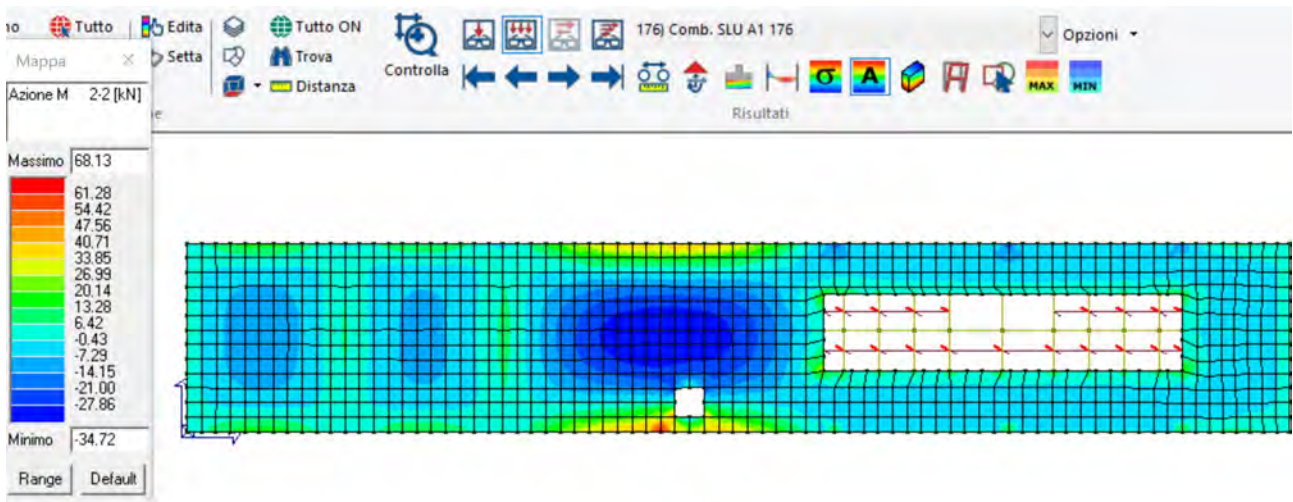 Tutto
Edita
Tutto ON
176) Comb. SLU A1 176
Opzioni
Mappa
Setta
Trova
Controlla
Distanza
σ
A
MAX
MIN
Risultati
Azione M 2-2 [kN]
Massimo 68.13
61.28
54.42
47.56
40.71
33.85
26.99
20.14
13.28
6.42
-0.43
-7.29
-14.15
-21.00
-27.86
Minimo -34.72
Range Default